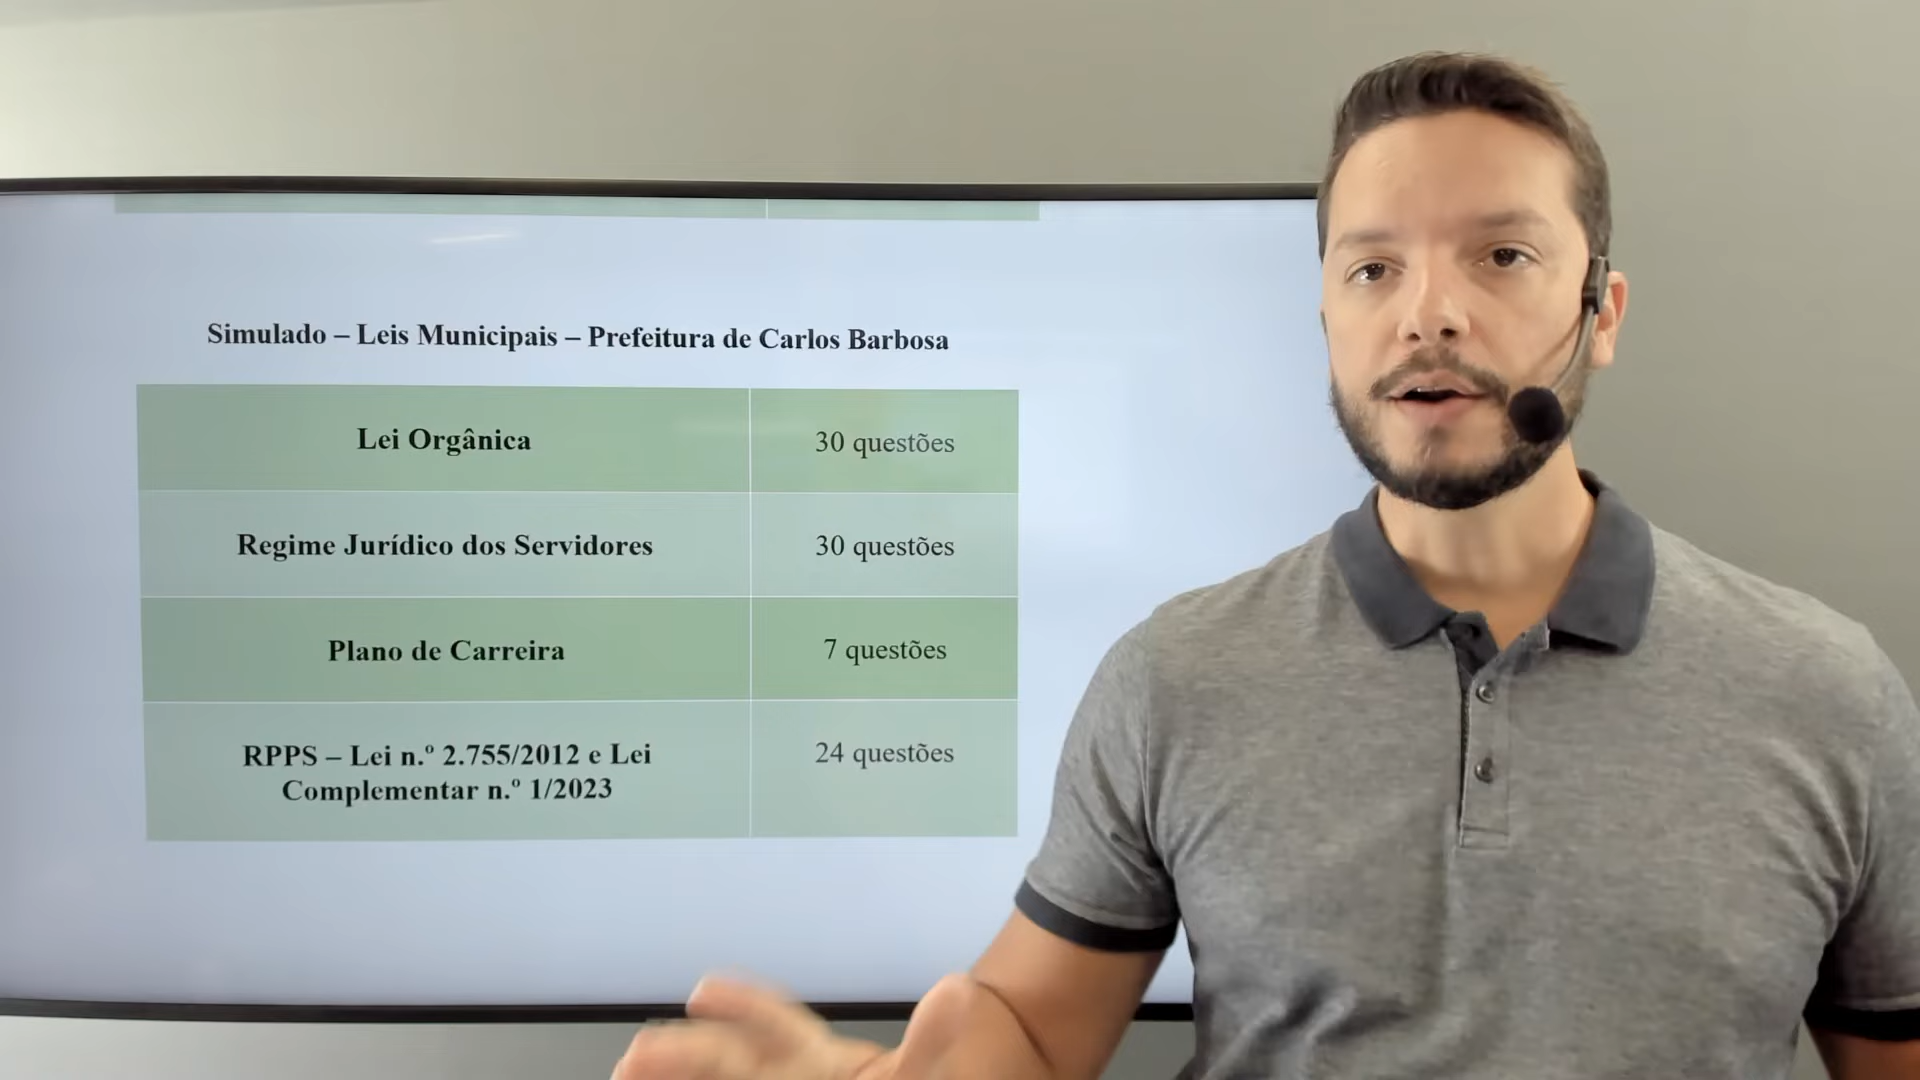 Simulado – Leis Municipais – Prefeitura de Carlos Barbosa
Lei Orgânica 30 questões
Regime Jurídico dos Servidores 30 questões
Plano de Carreira 7 questões
RPPS – Lei n.º 2.755/2012 e Lei 24 questões
Complementar n.º 1/2023